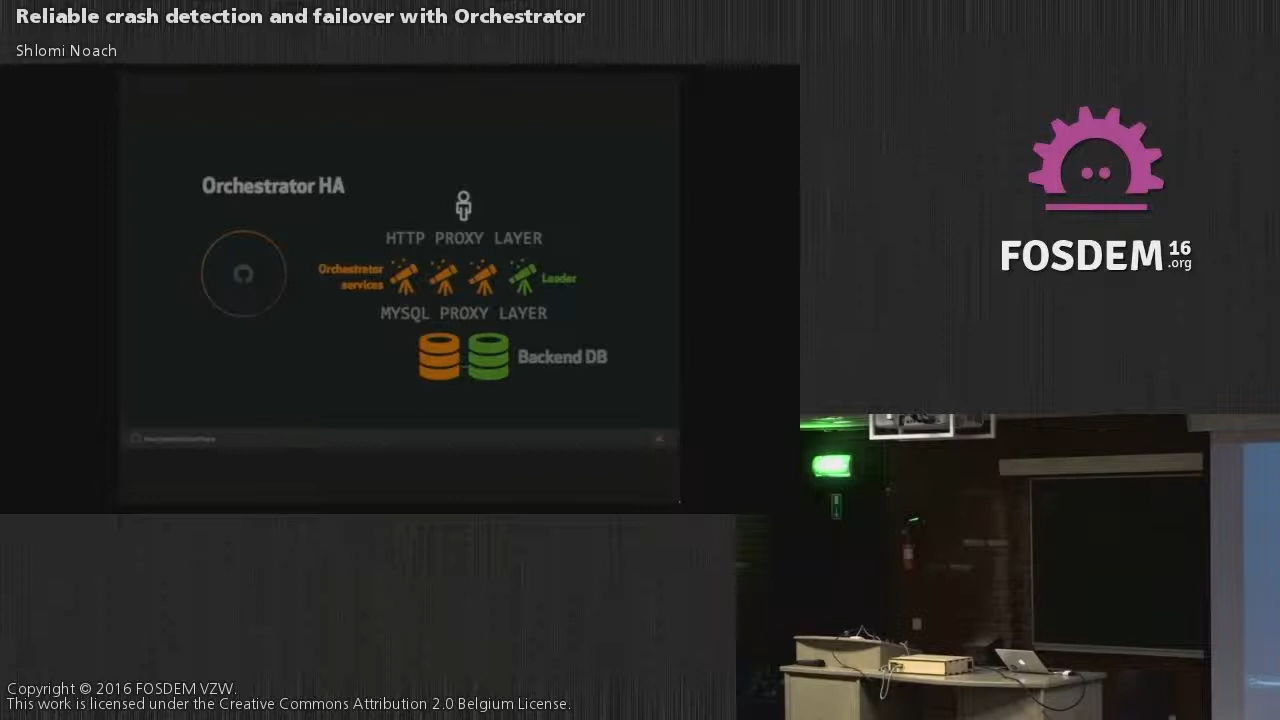 Reliable crash detection and failover with Orchestrator
Shlomi Noach
Orchestrator HA
HTTP PROXY LAYER
Orchestrator
services
Leader
MYSQL PROXY LAYER
Backend DB
FOSDEM 16
.org
Copyright © 2016 FOSDEM VZW.
This work is licensed under the Creative Commons Attribution 2.0 Belgium License.